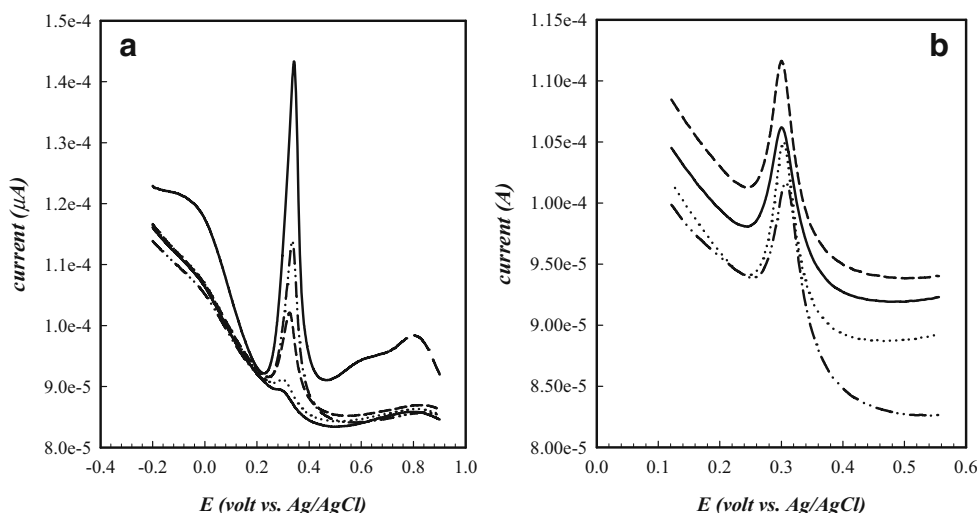 a
1.5e-4
1.4e-4
1.3e-4
1.2e-4
1.1e-4
1.0e-4
9.0e-5
8.0e-5
current (μA)
-0.4 -0.2 0.0 0.2 0.4 0.6 0.8 1.0
E (volt vs. Ag/AgCl)
b
1.15e-4
1.10e-4
1.05e-4
1.00e-4
9.50e-5
9.00e-5
8.50e-5
8.00e-5
current (A)
0.0 0.1 0.2 0.3 0.4 0.5 0.6
E (volt vs. Ag/AgCl)